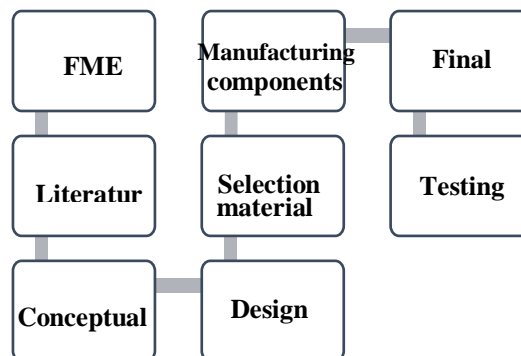 FME
Literatur
Conceptual
Design
Selection
material
Manufacturing
components
Final
Testing